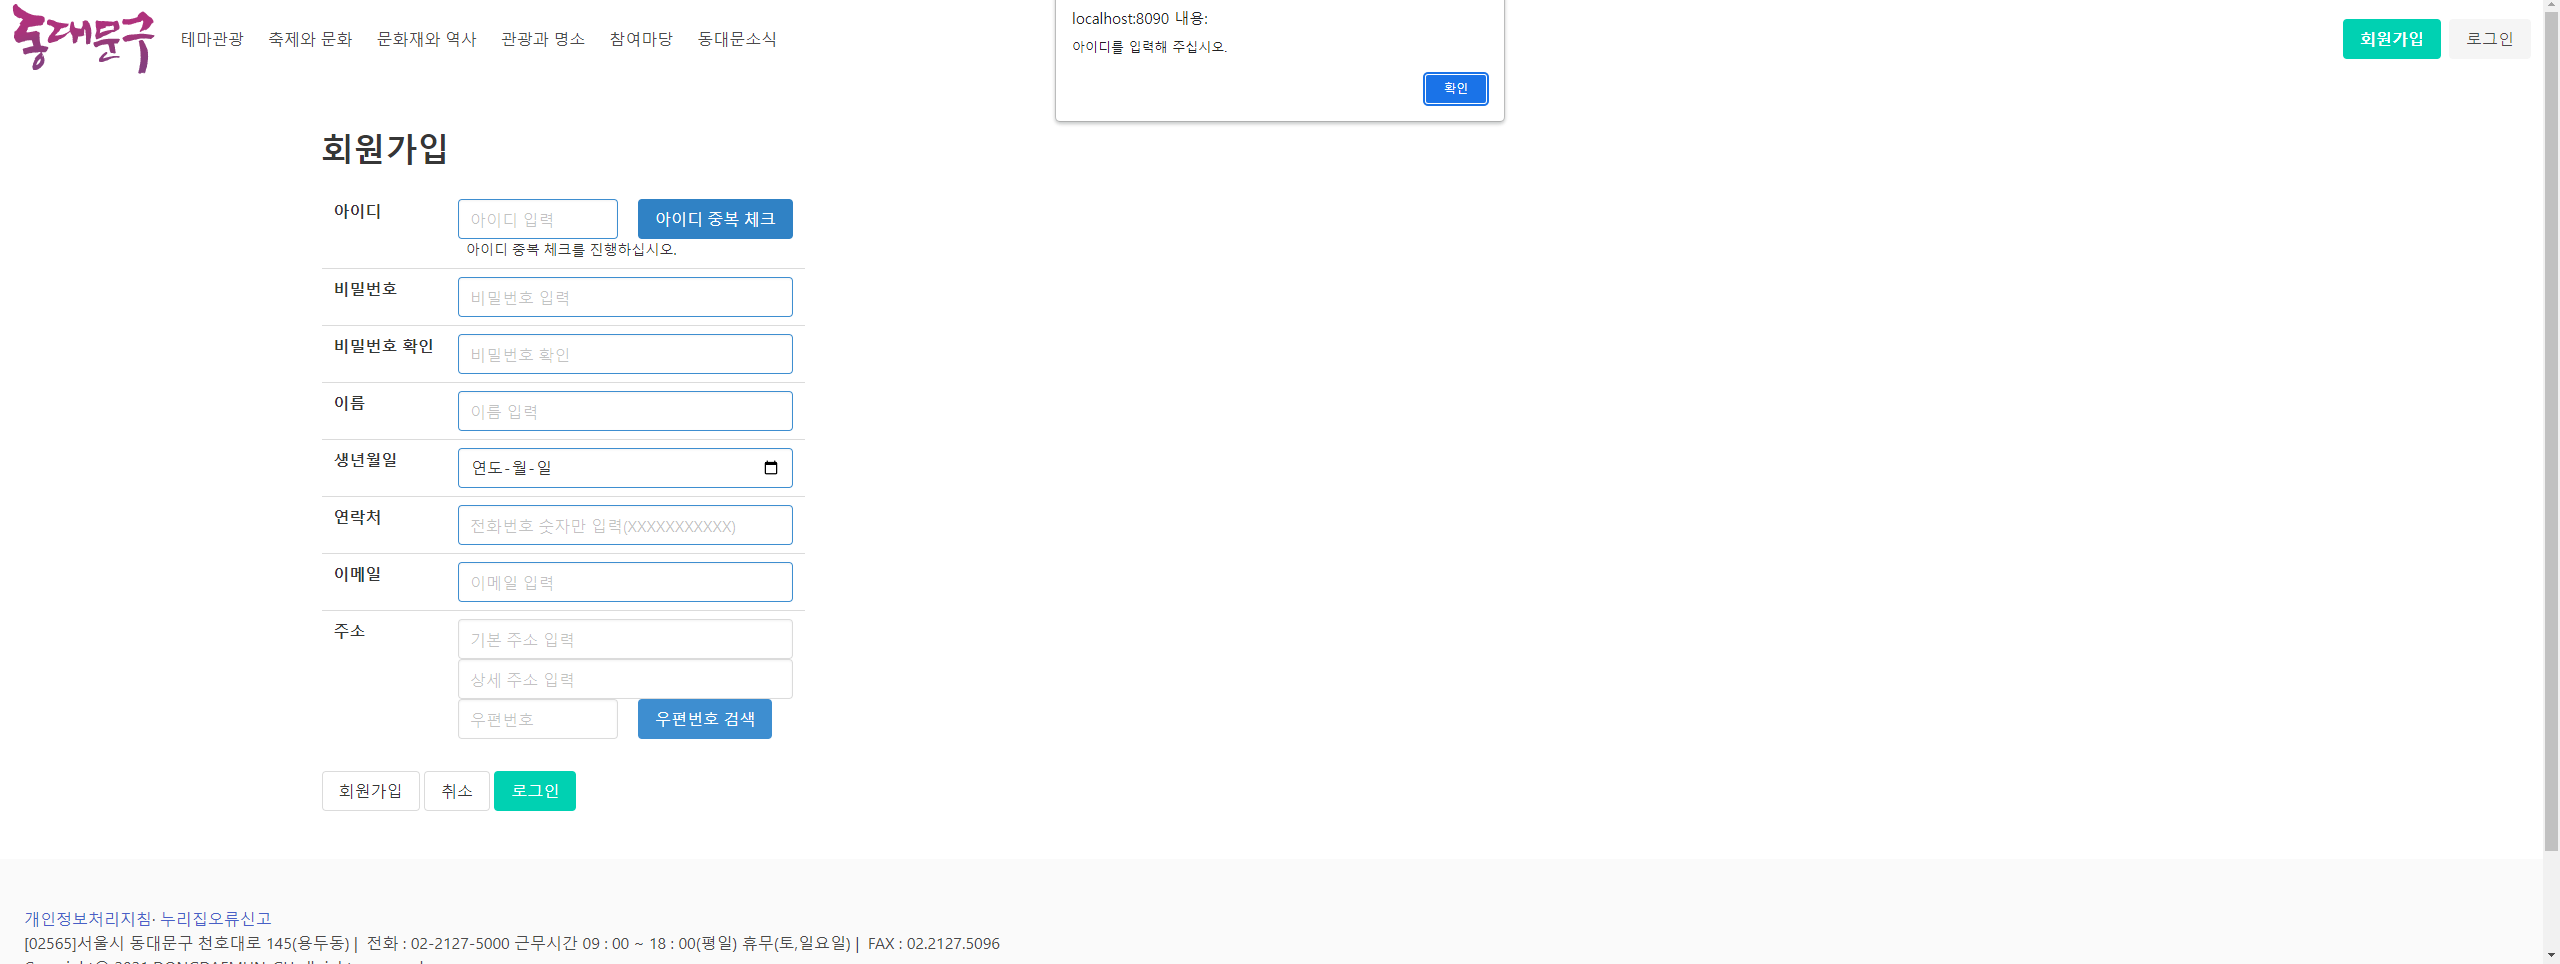 동대문구
테마관광 축제와 문화 문화재와 역사 관광과 명소 참여마당 동대문소식
회원가입 로그인
localhost:8090 내용:
아이디를 입력해 주십시오.
확인
회원가입
아이디 아이디 입력 아이디 중복 체크
아이디 중복 체크를 진행하십시오.
비밀번호 비밀번호 입력
비밀번호 확인 비밀번호 확인
이름 이름 입력
생년월일 연도-월-일
연락처 전화번호 숫자만 입력(XXXXXXXXXXX)
이메일 이메일 입력
주소 기본 주소 입력
상세 주소 입력
우편번호 우편번호 검색
회원가입 취소 로그인
개인정보처리지침· 누리집오류신고
[02565]서울시 동대문구 천호대로 145(용두동) | 전화 : 02-2127-5000 근무시간 09 : 00 ~ 18 : 00(평일) 휴무(토,일요일) | FAX : 02.2127.5096